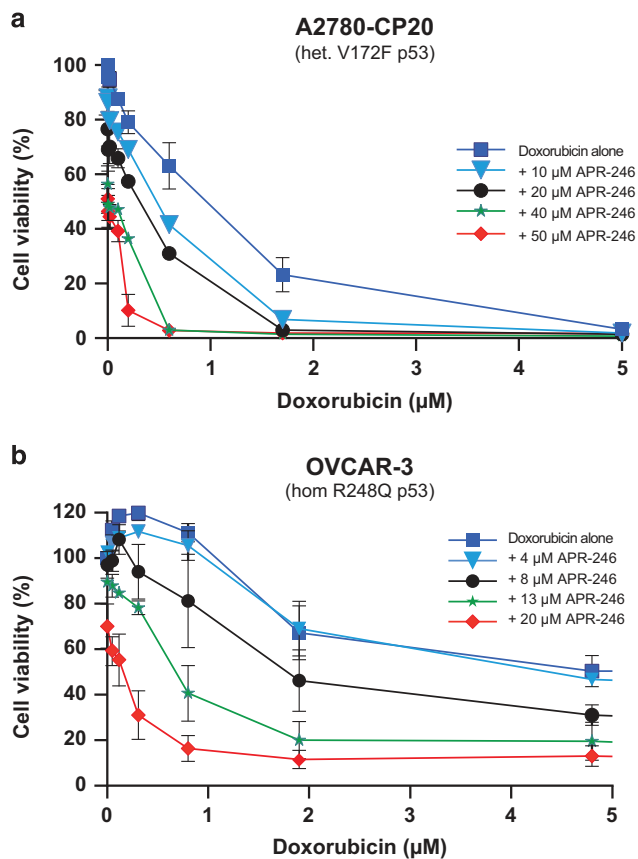 a
A2780-CP20
(het. V172F p53)
Cell viability (%)
100
80
60
40
20
0
0
1
2
3
4
5
Doxorubicin (µM)
Doxorubicin alone
+ 10 µM APR-246
+ 20 µM APR-246
+ 40 µM APR-246
+ 50 µM APR-246
b
OVCAR-3
(hom R248Q p53)
Cell viability (%)
120
100
80
60
40
20
0
0
1
2
3
4
5
Doxorubicin (µM)
Doxorubicin alone
+ 4 µM APR-246
+ 8 µM APR-246
+ 13 µM APR-246
+ 20 µM APR-246